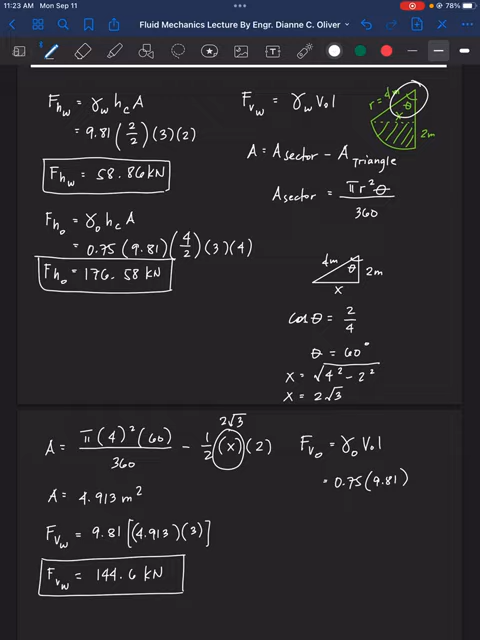 11:23 AM Mon Sep 11
78%
Fluid Mechanics Lecture By Engr. Dianne C. Oliver
F_hw = γ_w h_c A
= 9.81 (2/2) (3)(2)
F_hw = 58.86 kN
F_ho = γ_o h_c A
= 0.75 (9.81) (4/2) (3)(4)
F_ho = 176.58 kN
F_vw = γ_w Vol
r = 4m
θ
x
2m
A = A sector - A Triangle
A sector = πr²θ / 360
4m
θ
2m
x
cos θ = 2/4
θ = 60°
x = √(4² - 2²)
x = 2√3
2√3
A = π(4)²(60) / 360 - 1/2 (x)(2)
A = 4.913 m²
F_vw = 9.81 [(4.913)(3)]
F_vw = 144.6 kN
F_vo = γ_o Vol
= 0.75 (9.81)